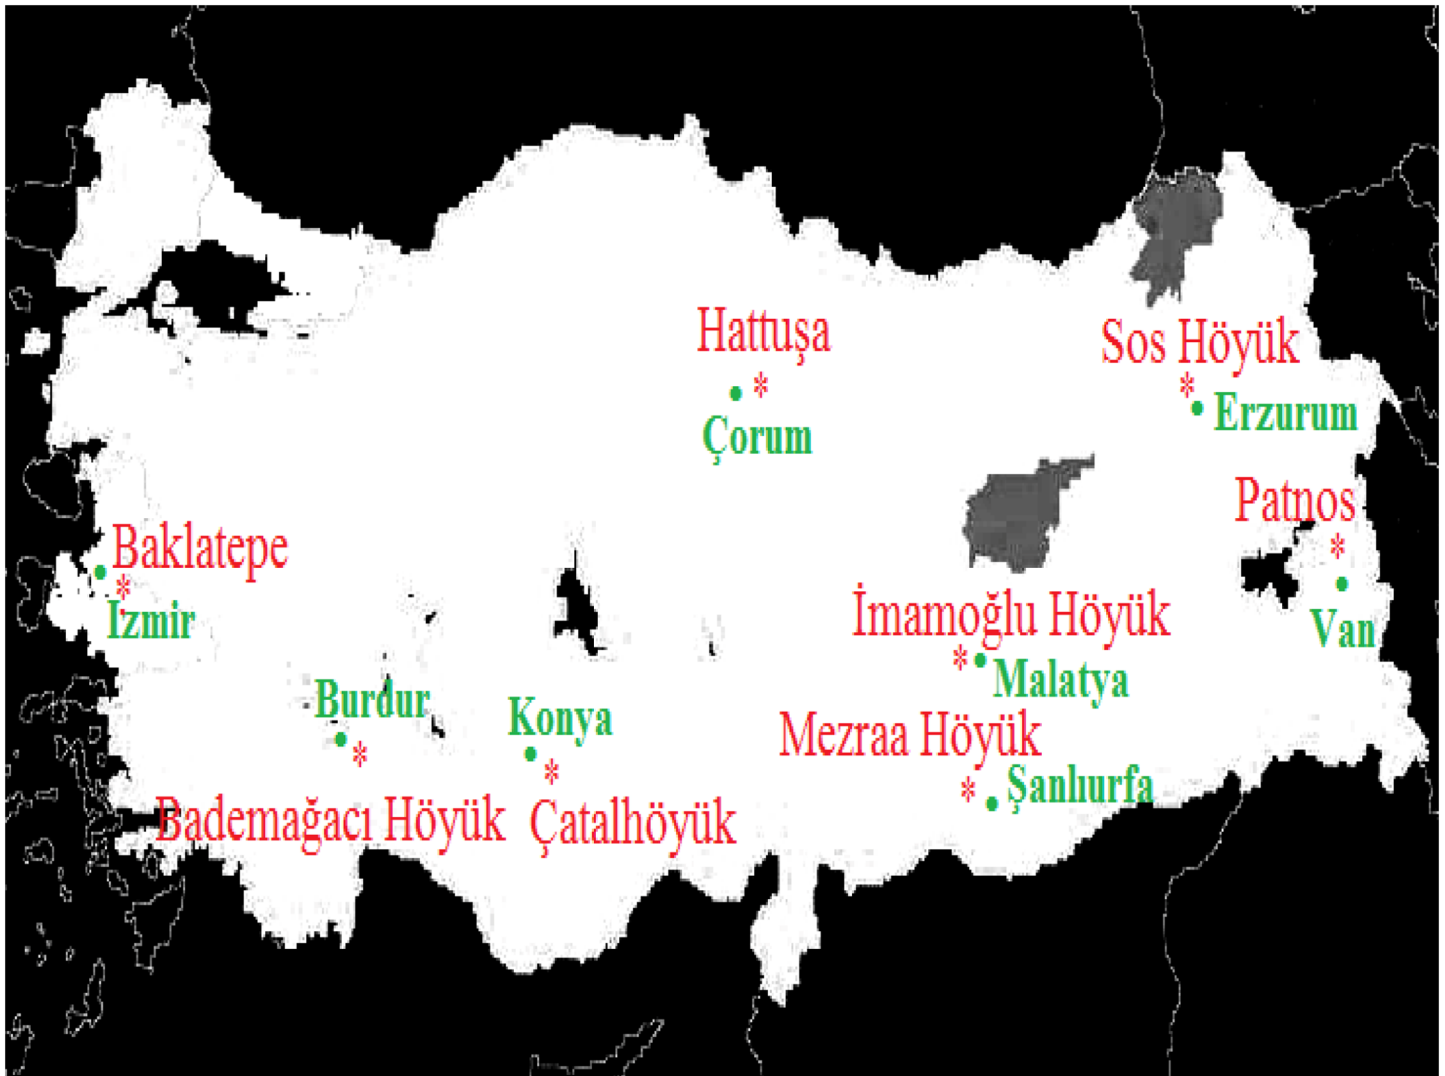 Hattuşa
Çorum
Sos Höyük
Erzurum
Patnos
Van
Baklatepe
İzmir
İmamoğlu Höyük
Malatya
Burdur
Konya
Mezraa Höyük
Şanlıurfa
Bademağacı Höyük
Çatalhöyük